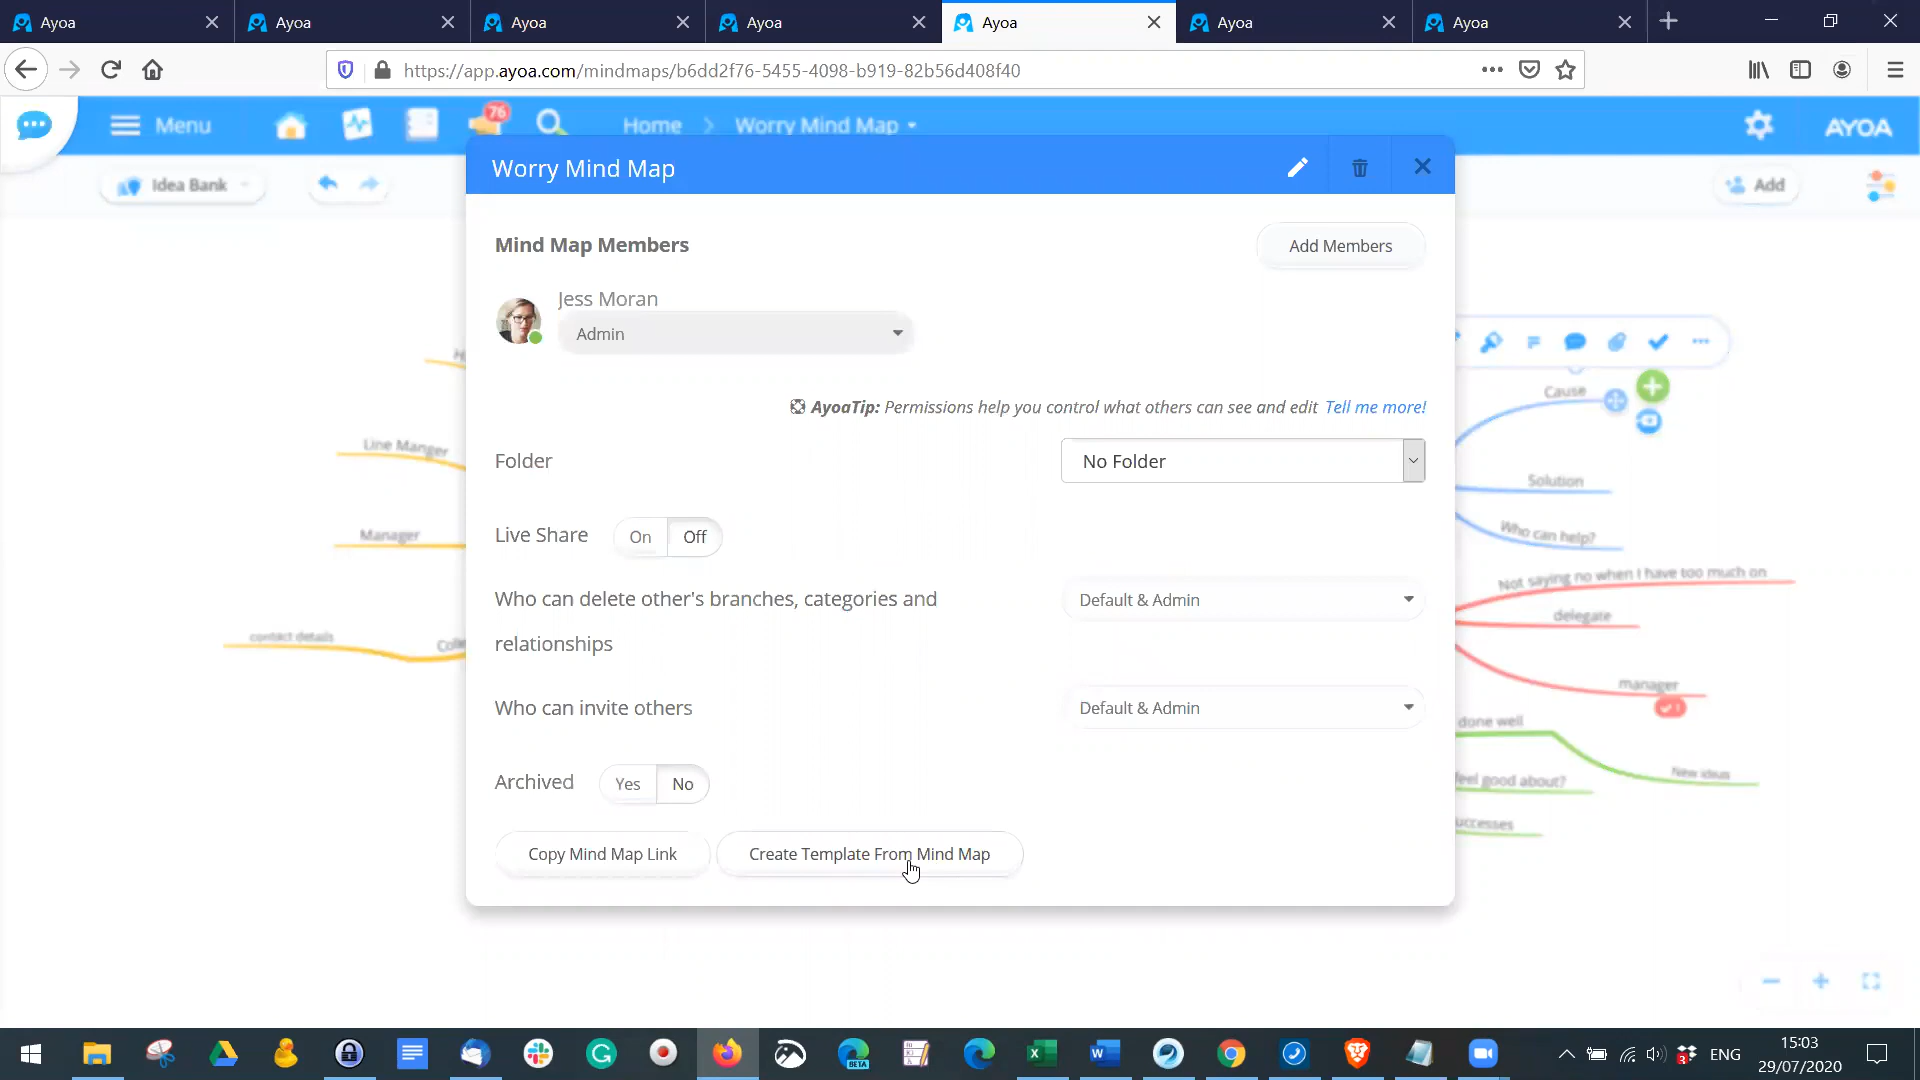 Ayoa
Ayoa
Ayoa
Ayoa
Ayoa
Ayoa
Ayoa
https://app.ayoa.com/mindmaps/b6dd2f76-5455-4098-b919-82b56d408f40
Menu
76
Home
Worry Mind Map
AYOA
Idea Bank
Add
Worry Mind Map
Mind Map Members
Add Members
Jess Moran
Admin
AyoaTip: Permissions help you control what others can see and edit Tell me more!
Folder
No Folder
Live Share
On
Off
Who can delete other's branches, categories and
relationships
Default & Admin
Who can invite others
Default & Admin
Archived
Yes
No
Copy Mind Map Link
Create Template From Mind Map
Line Manger
Manager
contact details
Cause
Solution
Who can help?
Not saying no when I have too much on
delegate
manager
done well
New ideas
feel good about?
BETA
ENG
15:03
29/07/2020